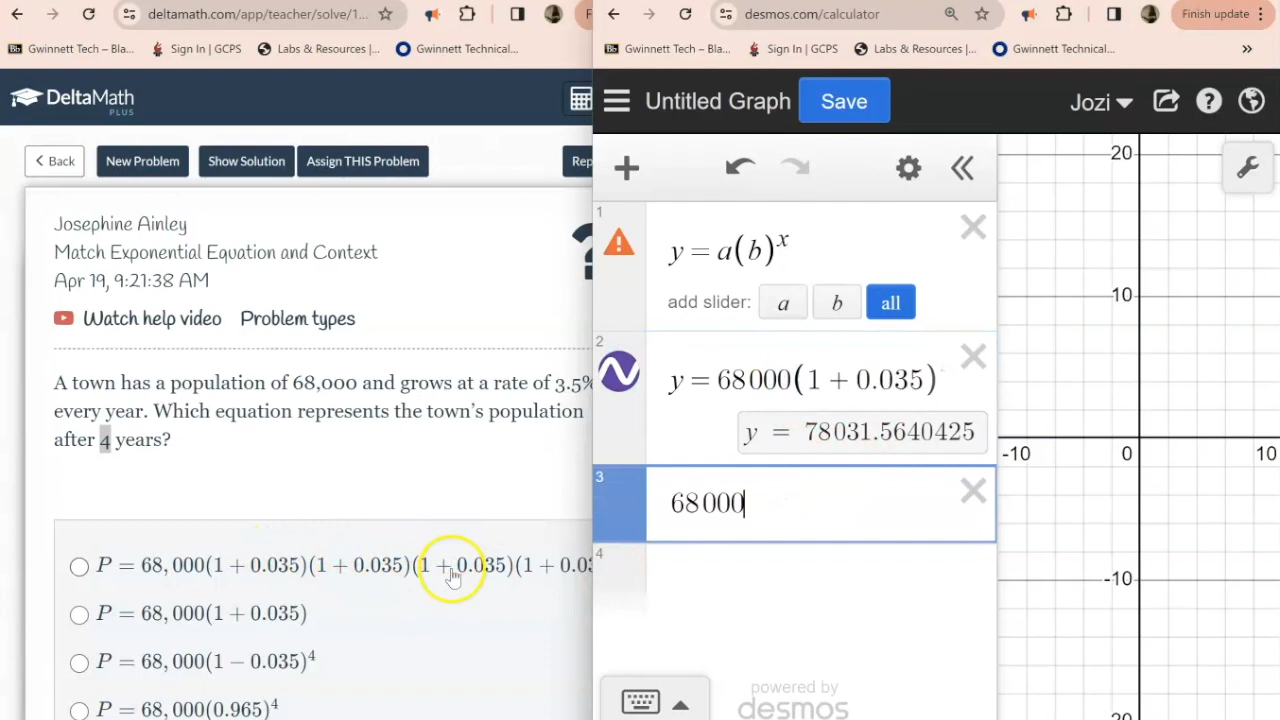 deltamath.com/app/teacher/solve/1...
Gwinnett Tech – Bla...
Sign In | GCPS
Labs & Resources |...
Gwinnett Technical...
DeltaMath
PLUS
Back
New Problem
Show Solution
Assign THIS Problem
Rep
Josephine Ainley
Match Exponential Equation and Context
Apr 19, 9:21:38 AM
Watch help video
Problem types
A town has a population of 68,000 and grows at a rate of 3.5%
every year. Which equation represents the town's population
after 4 years?
P = 68,000(1 + 0.035)(1 + 0.035)(1 + 0.035)(1 + 0.03
P = 68,000(1 + 0.035)
P = 68,000(1 − 0.035)⁴
P = 68,000(0.965)⁴
desmos.com/calculator
Finish update
Gwinnett Tech – Bla...
Sign In | GCPS
Labs & Resources |...
Gwinnett Technical...
»
Untitled Graph
Save
Jozi
1
y = a(b)ˣ
add slider: a b all
2
y = 68000(1 + 0.035)
y = 78031.5640425
3
68000
4
powered by
desmos
20
10
-10
0
10
-10
-20